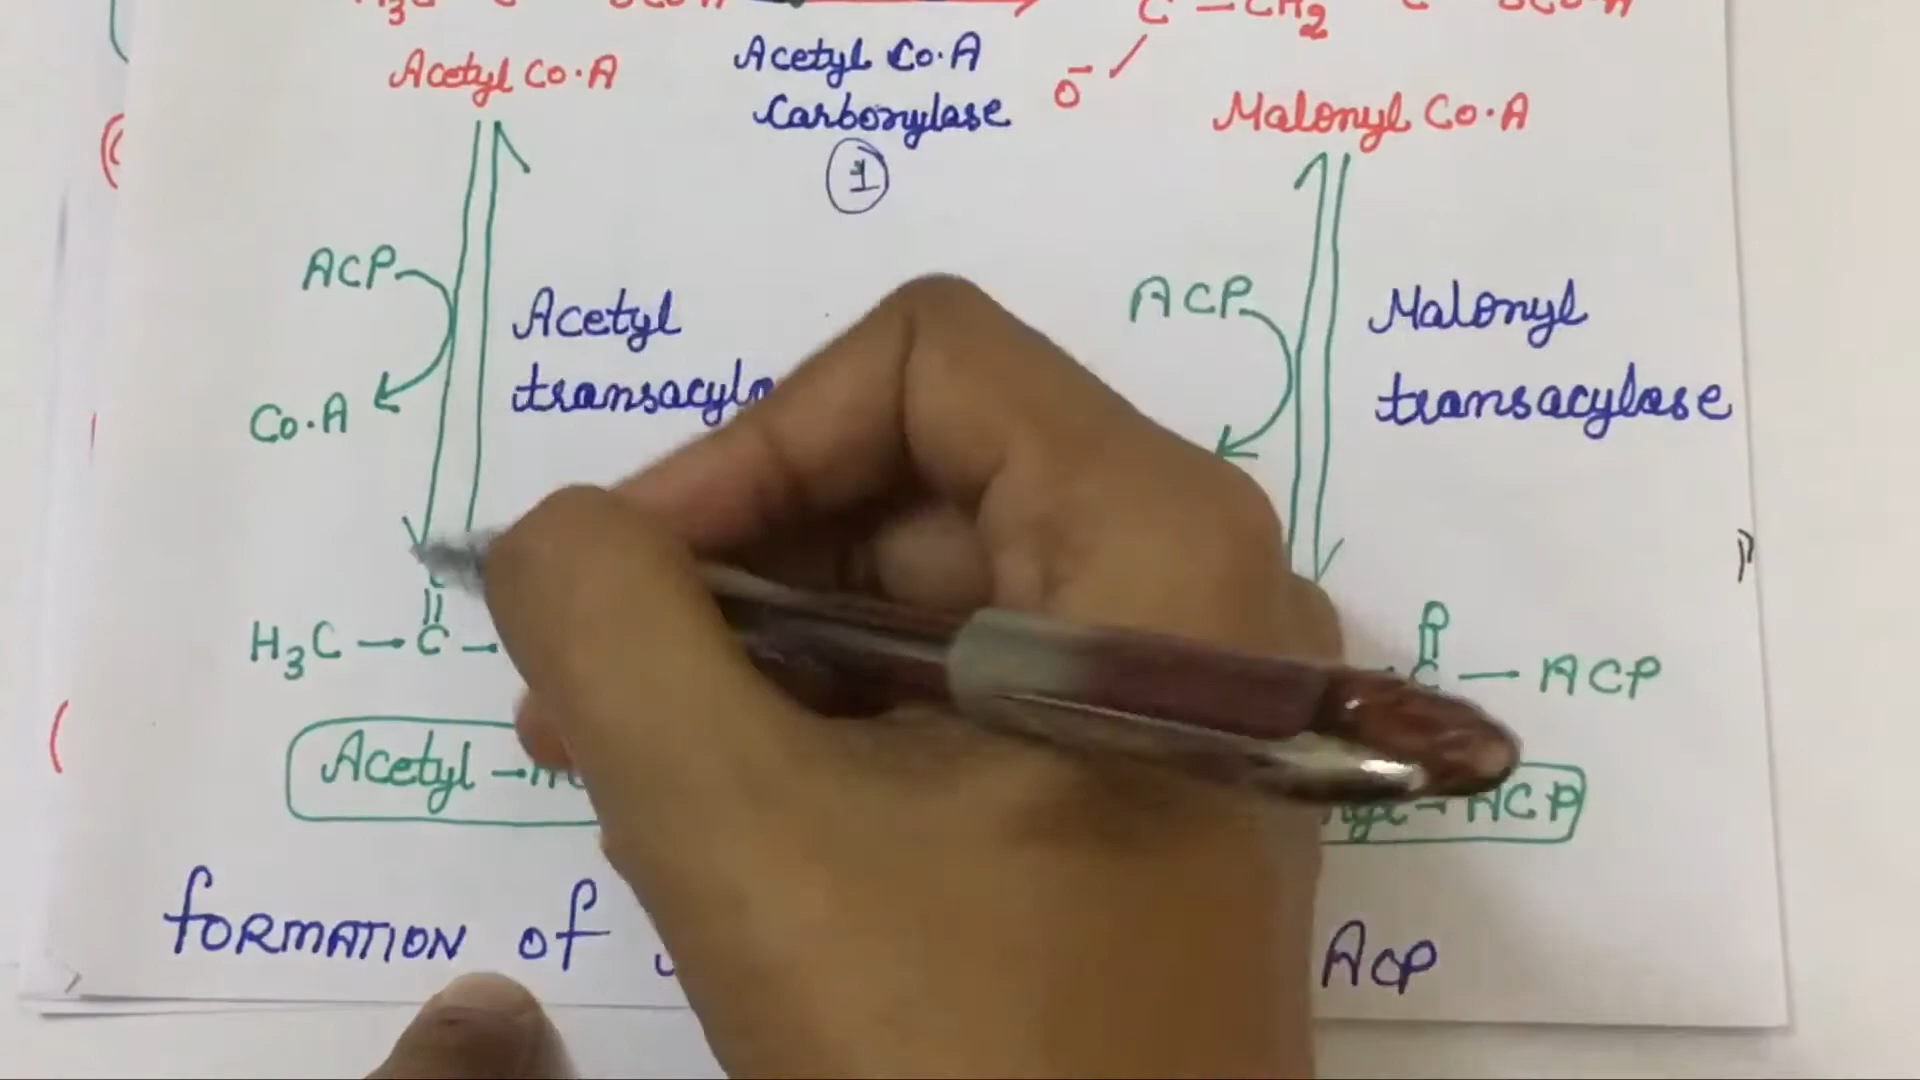 Acetyl Co.A
Acetyl Co.A
Carboxylase
1
CH2
O-
Malonyl Co.A
ACP
Co.A
Acetyl
ACP
Malonyl
transacylase
H3C - C -
O
C - ACP
Acetyl - 
- ACP
FORMATION of
ACP